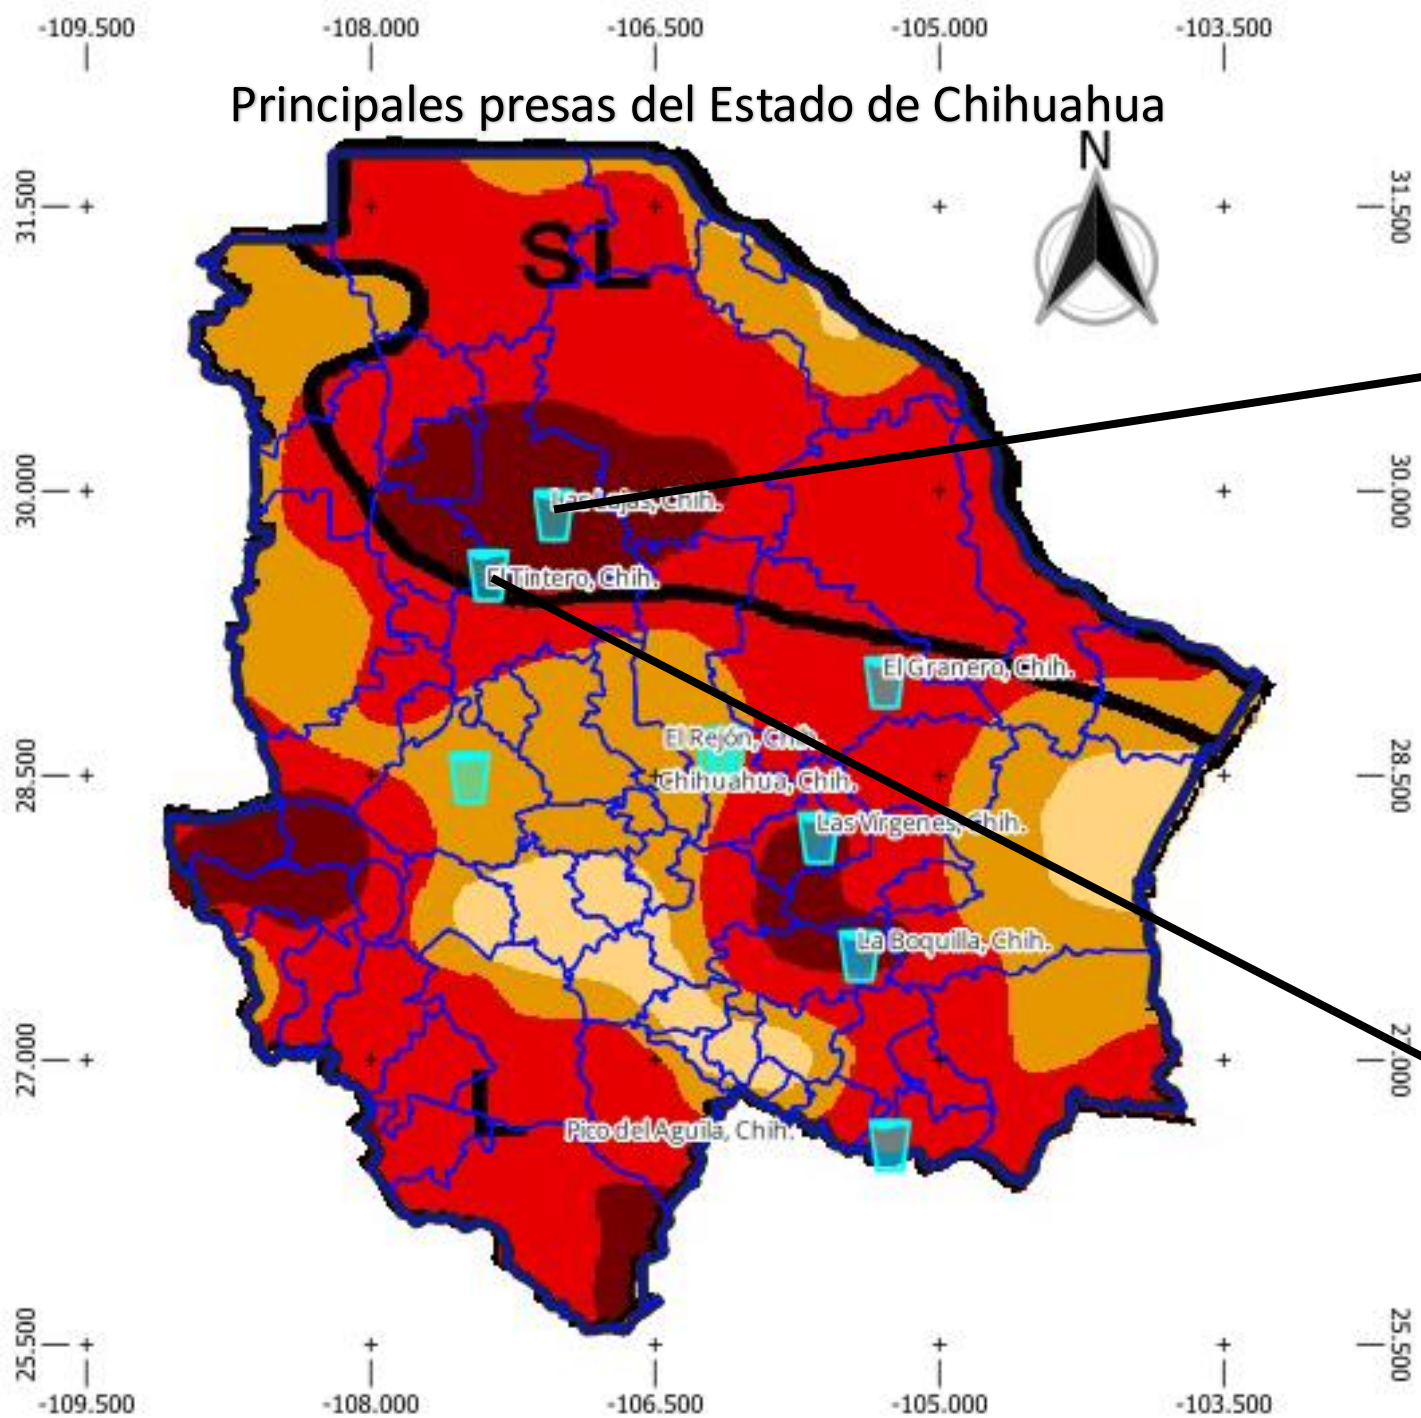 -109.500 -108.000 -106.500 -105.000 -103.500
Principales presas del Estado de Chihuahua
N
31.500 31.500
SL
30.000 30.000
Las Lajas, Chih.
El Tintero, Chih.
El Granero, Chih.
El Rejón, Chih.
28.500 28.500
Chihuahua, Chih.
Las Vírgenes, Chih.
La Boquilla, Chih.
27.000 27.000
L
Pico del Aguila, Chih.
25.500 25.500
-109.500 -108.000 -106.500 -105.000 -103.500